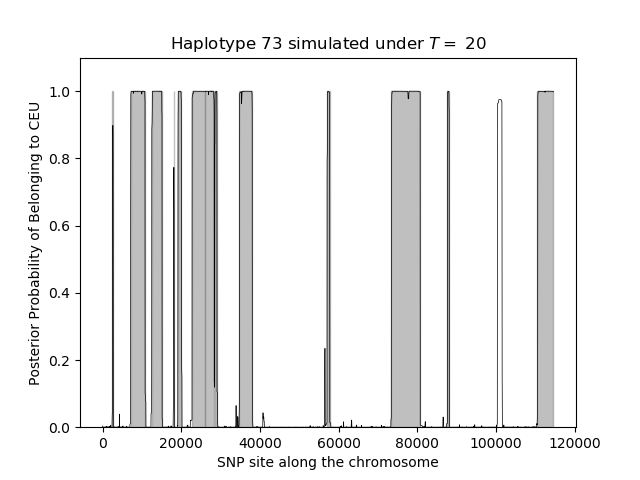 Haplotype 73 simulated under T = 20
Posterior Probability of Belonging to CEU
1.0
0.8
0.6
0.4
0.2
0.0
0 20000 40000 60000 80000 100000 120000
SNP site along the chromosome